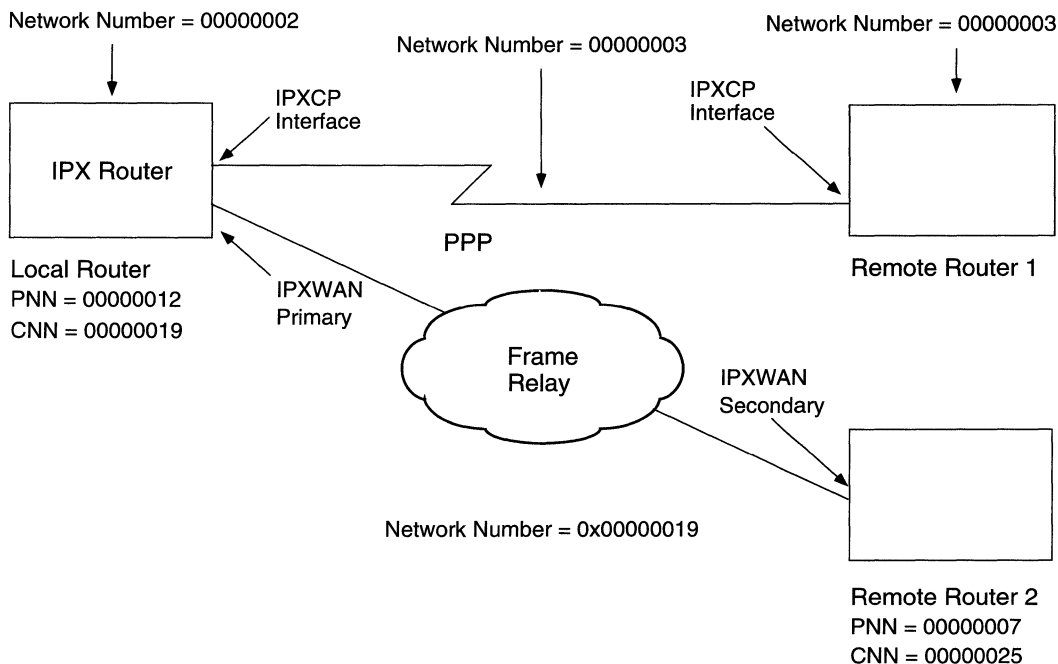 Network Number = 00000002
Network Number = 00000003
Network Number = 00000003
IPXCP
Interface
IPXCP
Interface
IPX Router
PPP
Local Router
PNN = 00000012
CNN = 00000019
IPXWAN
Primary
Remote Router 1
Frame
Relay
IPXWAN
Secondary
Network Number = 0x00000019
Remote Router 2
PNN = 00000007
CNN = 00000025